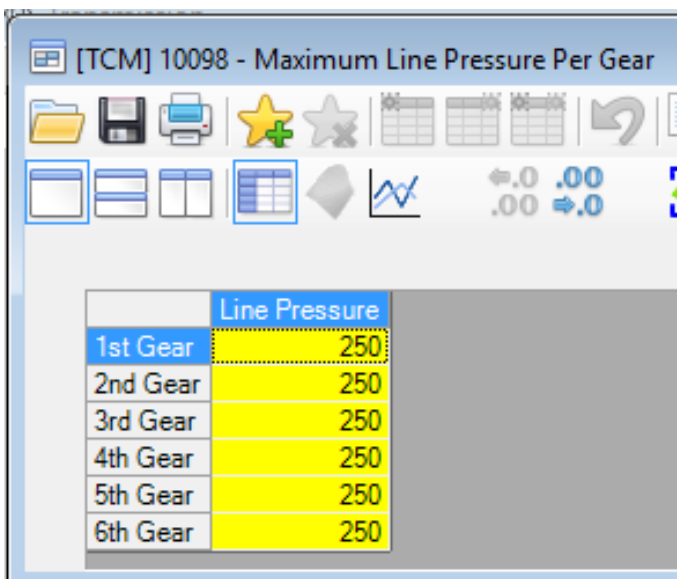 [TCM] 10098 - Maximum Line Pressure Per Gear
.0 .00
.00 .0
Line Pressure
1st Gear 250
2nd Gear 250
3rd Gear 250
4th Gear 250
5th Gear 250
6th Gear 250